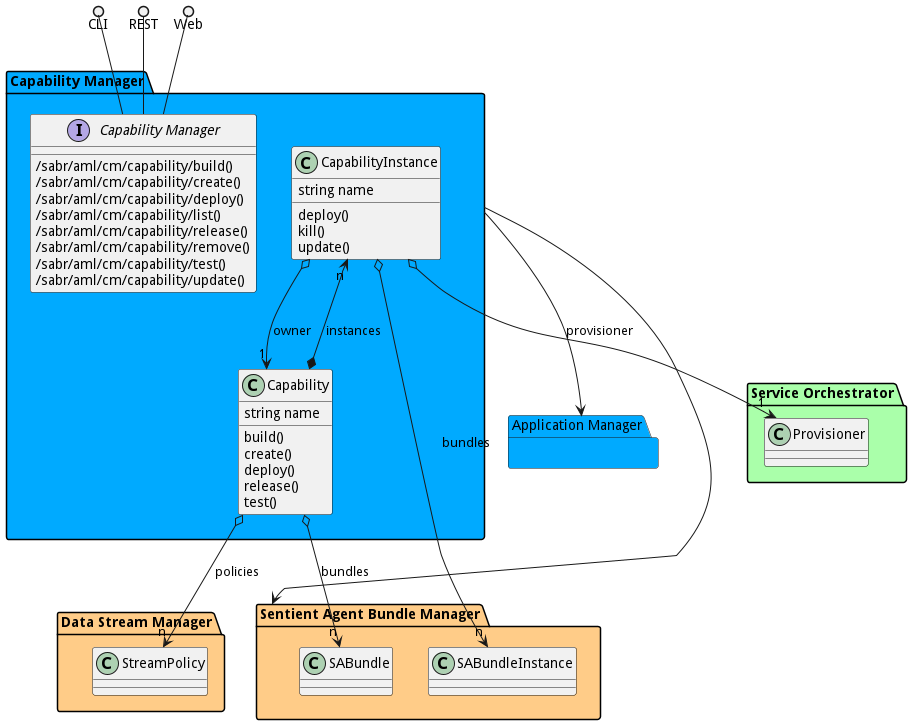 CLI
REST
Web
Capability Manager
I
Capability Manager
/sabr/aml/cm/capability/build()
/sabr/aml/cm/capability/create()
/sabr/aml/cm/capability/deploy()
/sabr/aml/cm/capability/list()
/sabr/aml/cm/capability/release()
/sabr/aml/cm/capability/remove()
/sabr/aml/cm/capability/test()
/sabr/aml/cm/capability/update()
C
CapabilityInstance
string name
deploy()
kill()
update()
n
owner
instances
provisioner
1
C
Capability
string name
build()
create()
deploy()
release()
test()
bundles
Application Manager
Service Orchestrator
1
C
Provisioner
policies
bundles
Data Stream Manager
n
C
StreamPolicy
Sentient Agent Bundle Manager
n
n
C
SABundle
C
SABundleInstance